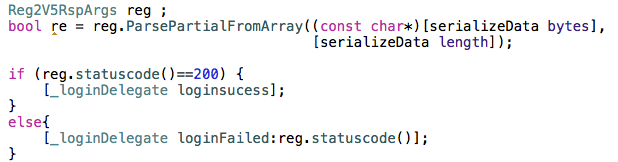 Reg2V5RspArgs reg ;
bool re = reg.ParsePartialFromArray((const char*)[serializeData bytes],
[serializeData length]);
if (reg.statuscode()==200) {
[_loginDelegate loginsucess];
}
else{
[_loginDelegate loginFailed:reg.statuscode()];
}